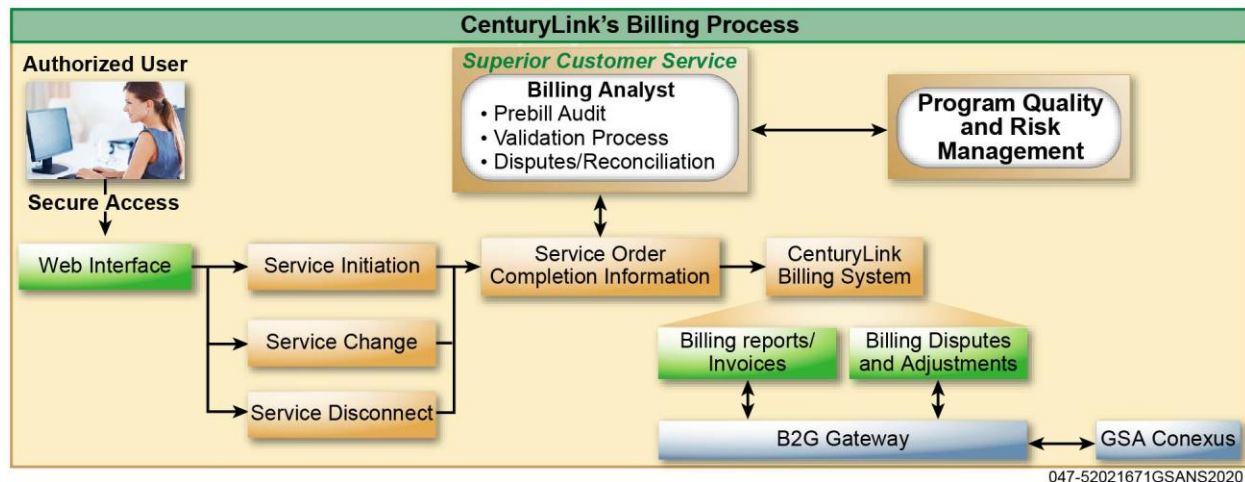 CenturyLink's Billing Process
Authorized User
Secure Access
Superior Customer Service
Billing Analyst
• Prebill Audit
• Validation Process
• Disputes/Reconciliation
Program Quality
and Risk
Management
Web Interface
Service Initiation
Service Change
Service Disconnect
Service Order
Completion Information
CenturyLink
Billing System
Billing reports/
Invoices
Billing Disputes
and Adjustments
B2G Gateway
GSA Conexus
047-52021671GSANS2020